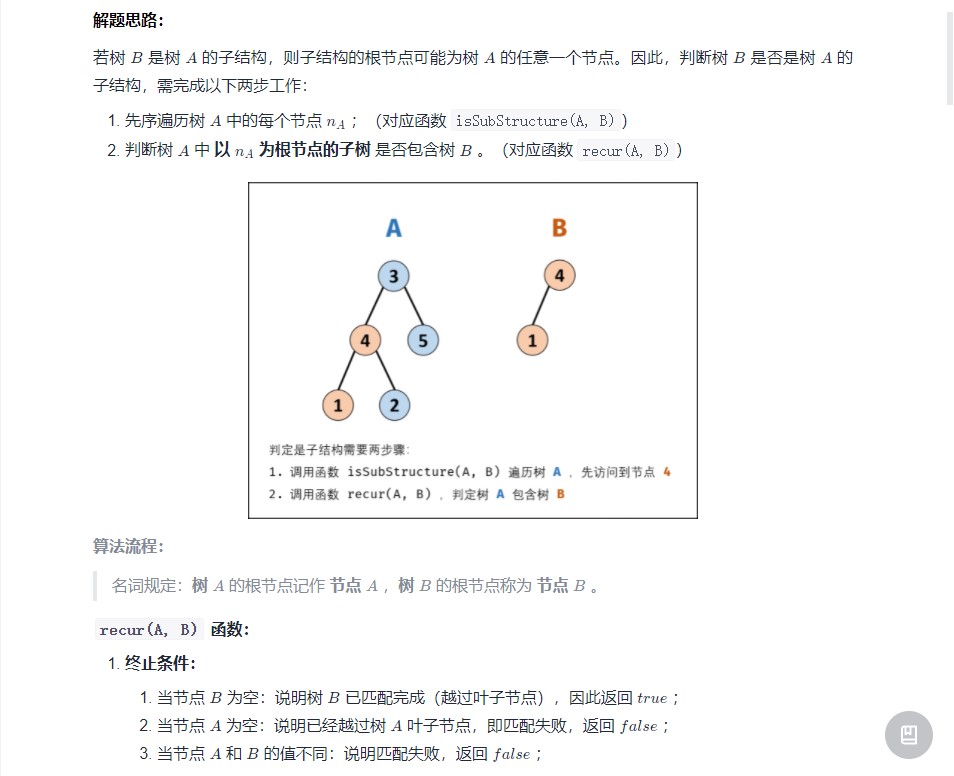 解题思路：
若树 B 是树 A 的子结构，则子结构的根节点可能为树 A 的任意一个节点。因此，判断树 B 是否是树 A 的
子结构，需完成以下两步工作：
1. 先序遍历树 A 中的每个节点 n_A ；（对应函数 isSubStructure(A, B) ）
2. 判断树 A 中 以 n_A 为根节点的子树 是否包含树 B 。（对应函数 recur(A, B) ）
A B
3 4
4 5 1
1 2
判定是子结构需要两步骤：
1. 调用函数 isSubStructure(A, B) 遍历树 A ，先访问到节点 4
2. 调用函数 recur(A, B) ，判定树 A 包含树 B
算法流程：
名词规定：树 A 的根节点记作 节点 A ，树 B 的根节点称为 节点 B 。
recur(A, B) 函数：
1. 终止条件：
1. 当节点 B 为空：说明树 B 已匹配完成（越过叶子节点），因此返回 true ；
2. 当节点 A 为空：说明已经越过树 A 叶子节点，即匹配失败，返回 false ；
3. 当节点 A 和 B 的值不同：说明匹配失败，返回 false ；